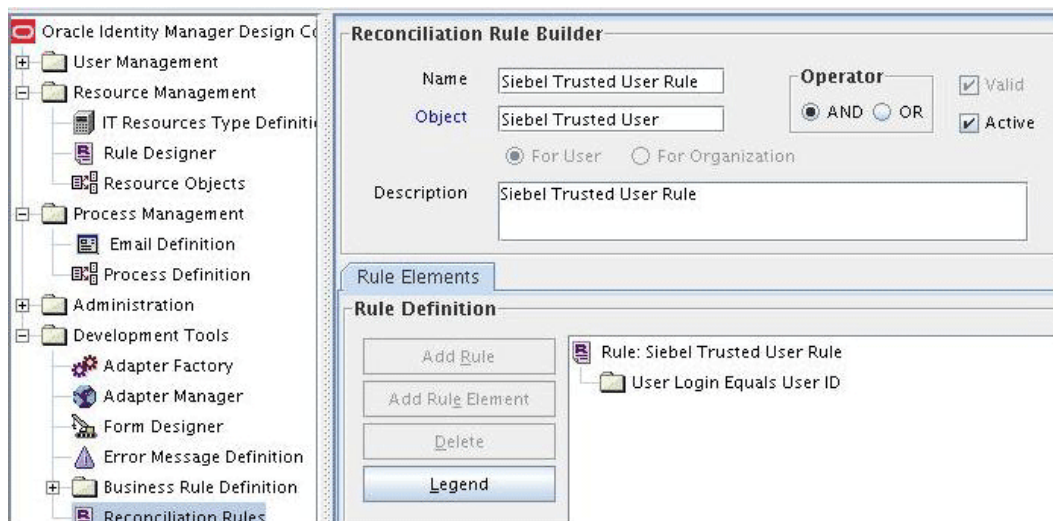 Oracle Identity Manager Design Co
User Management
Resource Management
IT Resources Type Definiti
Rule Designer
Resource Objects
Process Management
Email Definition
Process Definition
Administration
Development Tools
Adapter Factory
Adapter Manager
Form Designer
Error Message Definition
Business Rule Definition
Reconciliation Rules
Reconciliation Rule Builder
Name
Siebel Trusted User Rule
Operator
AND
OR
Valid
Object
Siebel Trusted User
Active
For User
For Organization
Description
Siebel Trusted User Rule
Rule Elements
Rule Definition
Add Rule
Add Rule Element
Delete
Legend
Rule: Siebel Trusted User Rule
User Login Equals User ID